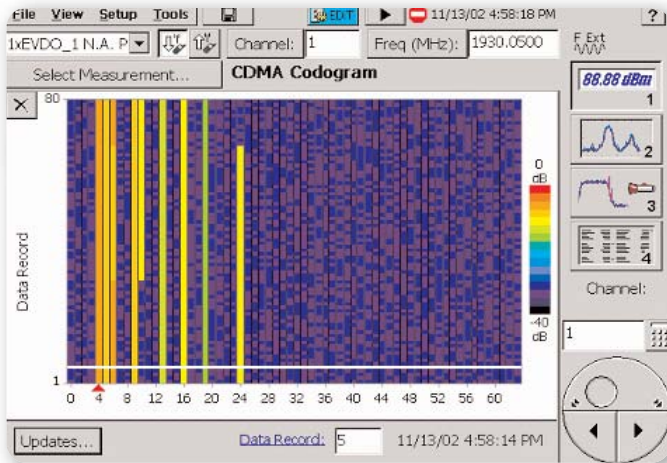 File View Setup Tools EDIT 11/13/02 4:58:18 PM ?
1xEVDO_1 N.A. P Channel: 1 Freq (MHz): 1930.0500 F Ext
Select Measurement... CDMA Codogram
88.88 dBm
1
2
3
4
80
Data Record
1
0
dB
-40
dB
0 4 8 12 16 20 24 28 32 36 40 44 48 52 56 60
Channel:
1
Updates... Data Record: 5 11/13/02 4:58:14 PM